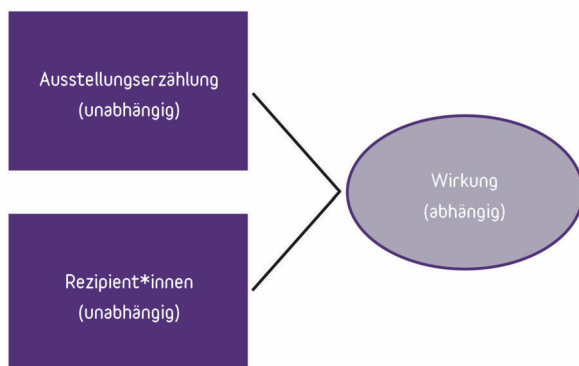 Ausstellungserzählung
(unabhängig)
Rezipient*innen
(unabhängig)
Wirkung
(abhängig)